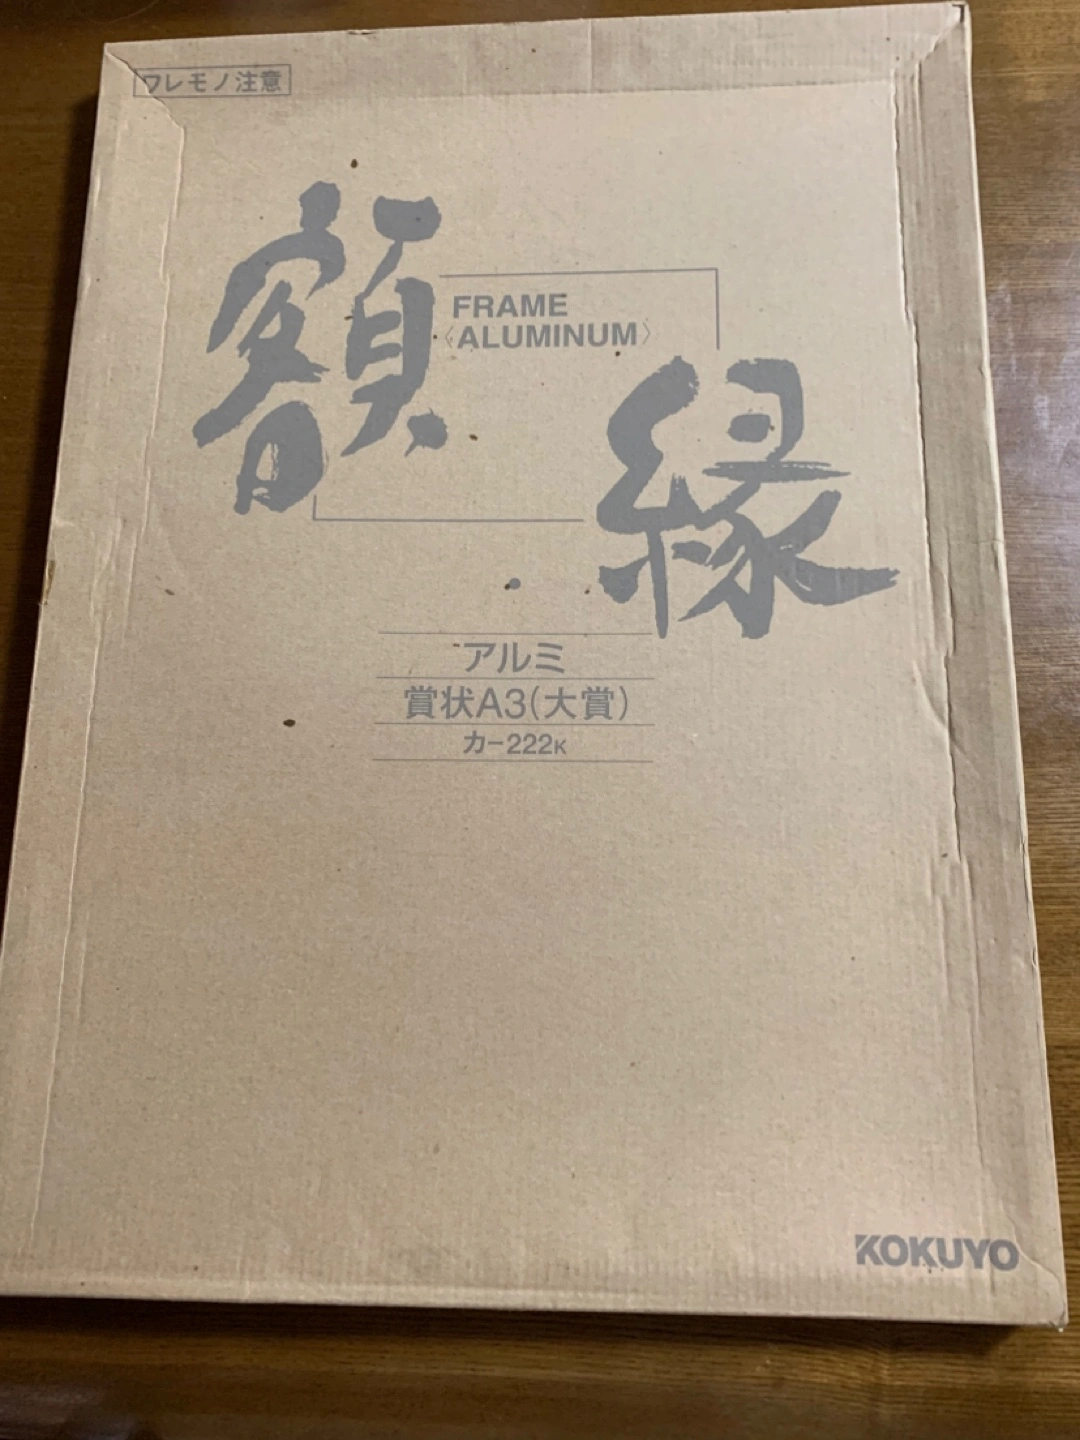 ワレモノ注意
額縁
FRAME
〈ALUMINUM〉
アルミ
賞状A3(大賞)
カ-222K
KOKUYO